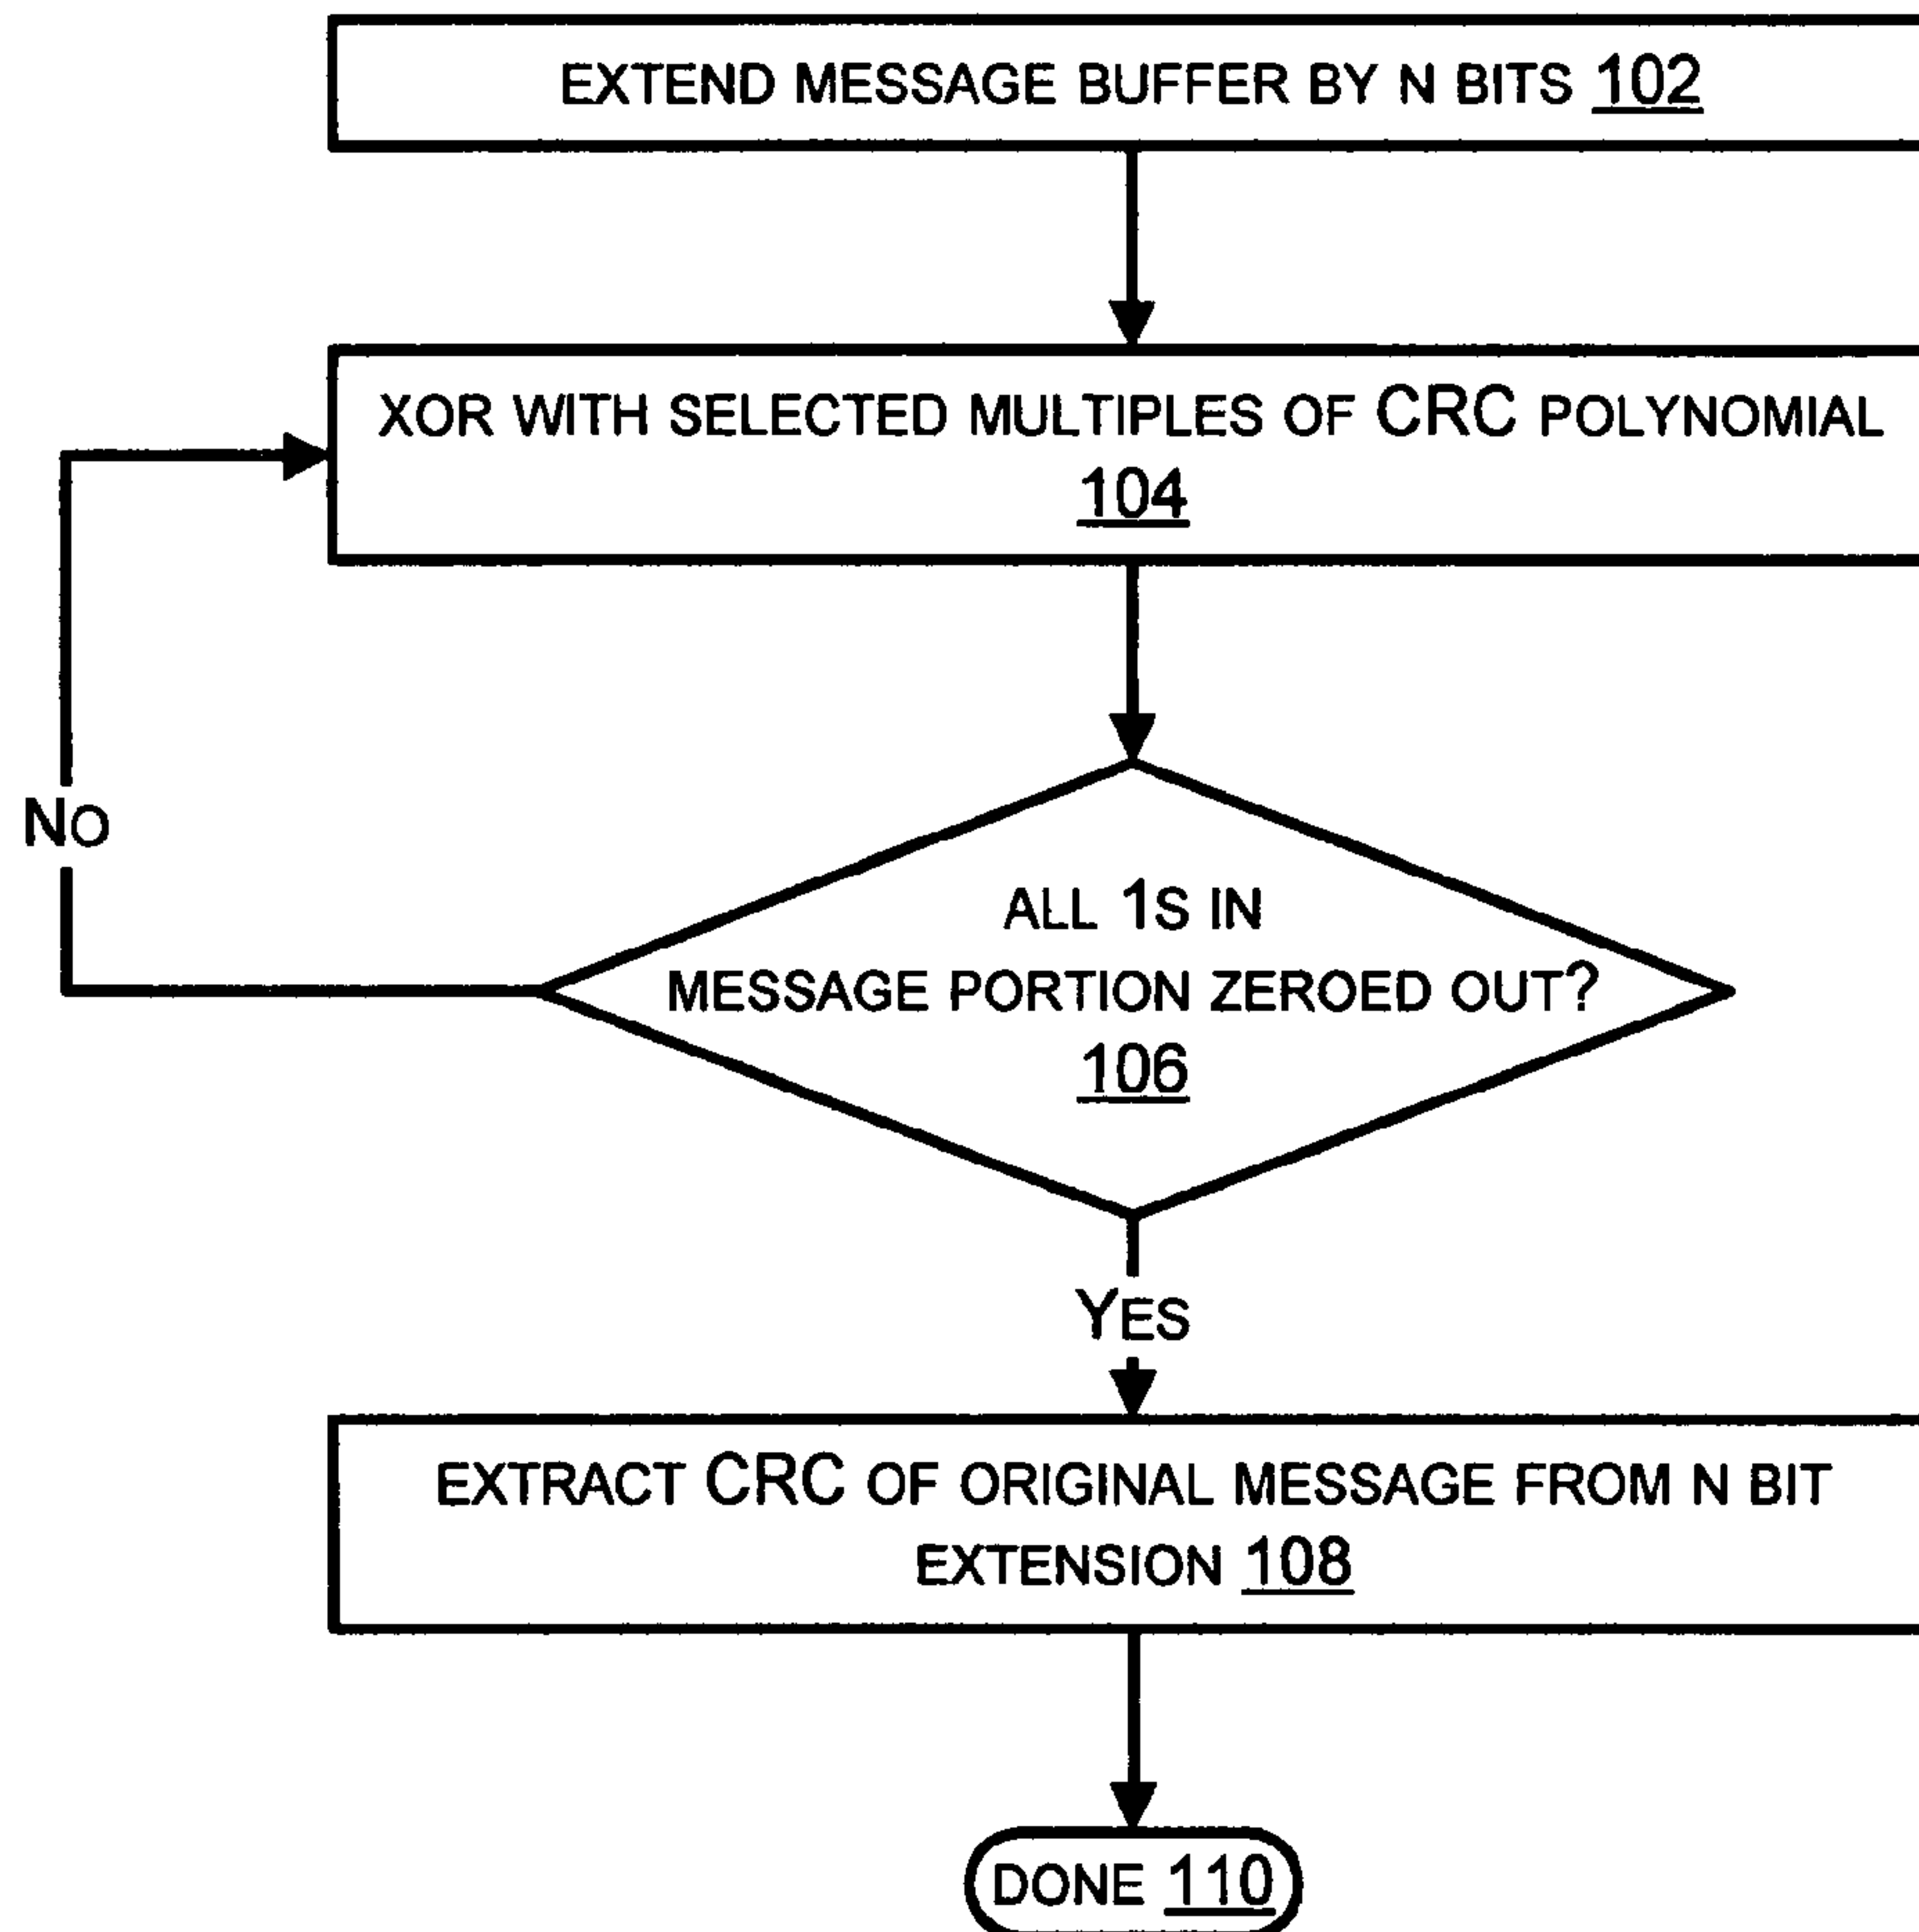 EXTEND MESSAGE BUFFER BY N BITS 102
XOR WITH SELECTED MULTIPLES OF CRC POLYNOMIAL
104
NO
ALL 1S IN
MESSAGE PORTION ZEROED OUT?
106
YES
EXTRACT CRC OF ORIGINAL MESSAGE FROM N BIT
EXTENSION 108
DONE 110